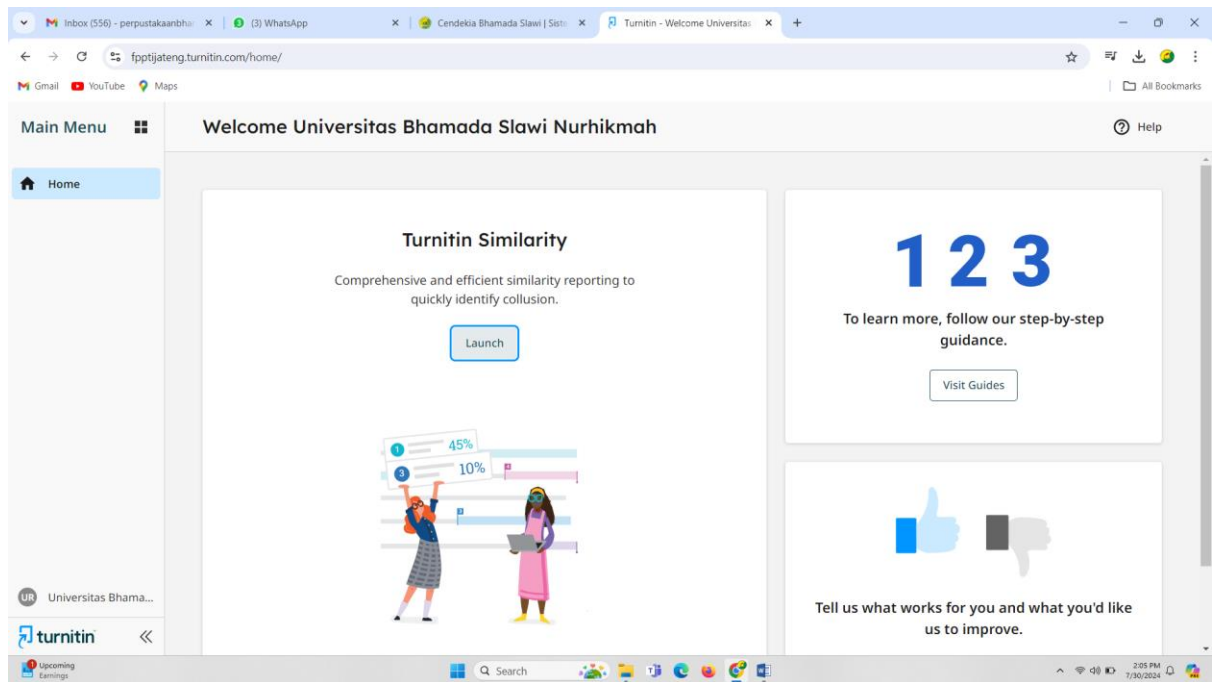 Inbox (556) - perpustakaanbha
(3) WhatsApp
Cendekia Bhamada Slawi | Sist
Turnitin - Welcome Universitas
fpptijateng.turnitin.com/home/
Gmail
YouTube
Maps
All Bookmarks
Main Menu
Welcome Universitas Bhamada Slawi Nurhikmah
Help
Home
Turnitin Similarity
Comprehensive and efficient similarity reporting to
quickly identify collusion.
Launch
1 45%
3 10%
1 2 3
To learn more, follow our step-by-step
guidance.
Visit Guides
Tell us what works for you and what you'd like
us to improve.
UR Universitas Bhama...
turnitin
1 Upcoming
Earnings
Search
2:05 PM
7/30/2024